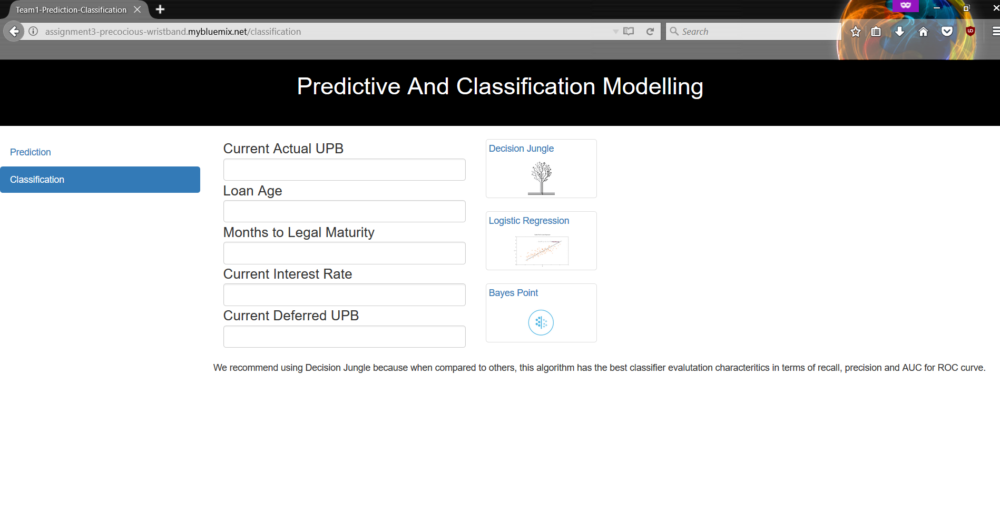 Team1-Prediction-Classification
assignment3-precocious-wristband.mybluemix.net/classification
Search
Predictive And Classification Modelling
Prediction
Classification
Current Actual UPB
Loan Age
Months to Legal Maturity
Current Interest Rate
Current Deferred UPB
Decision Jungle
Logistic Regression
Bayes Point
We recommend using Decision Jungle because when compared to others, this algorithm has the best classifier evalutation characteritics in terms of recall, precision and AUC for ROC curve.